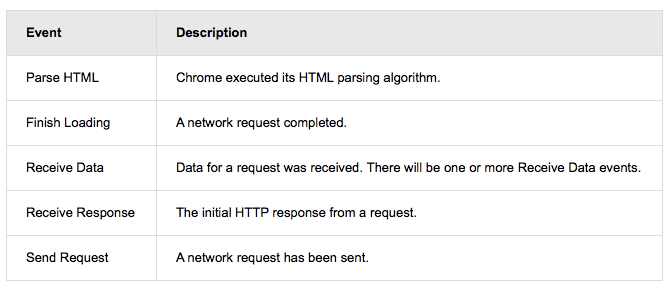 Event Description
Parse HTML Chrome executed its HTML parsing algorithm.
Finish Loading A network request completed.
Receive Data Data for a request was received. There will be one or more Receive Data events.
Receive Response The initial HTTP response from a request.
Send Request A network request has been sent.